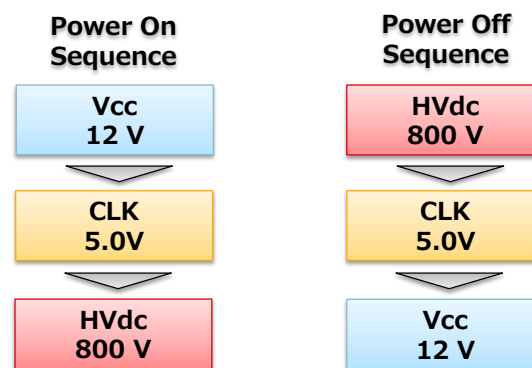 Power On
Sequence
Vcc
12 V
CLK
5.0V
HVdc
800 V
Power Off
Sequence
HVdc
800 V
CLK
5.0V
Vcc
12 V